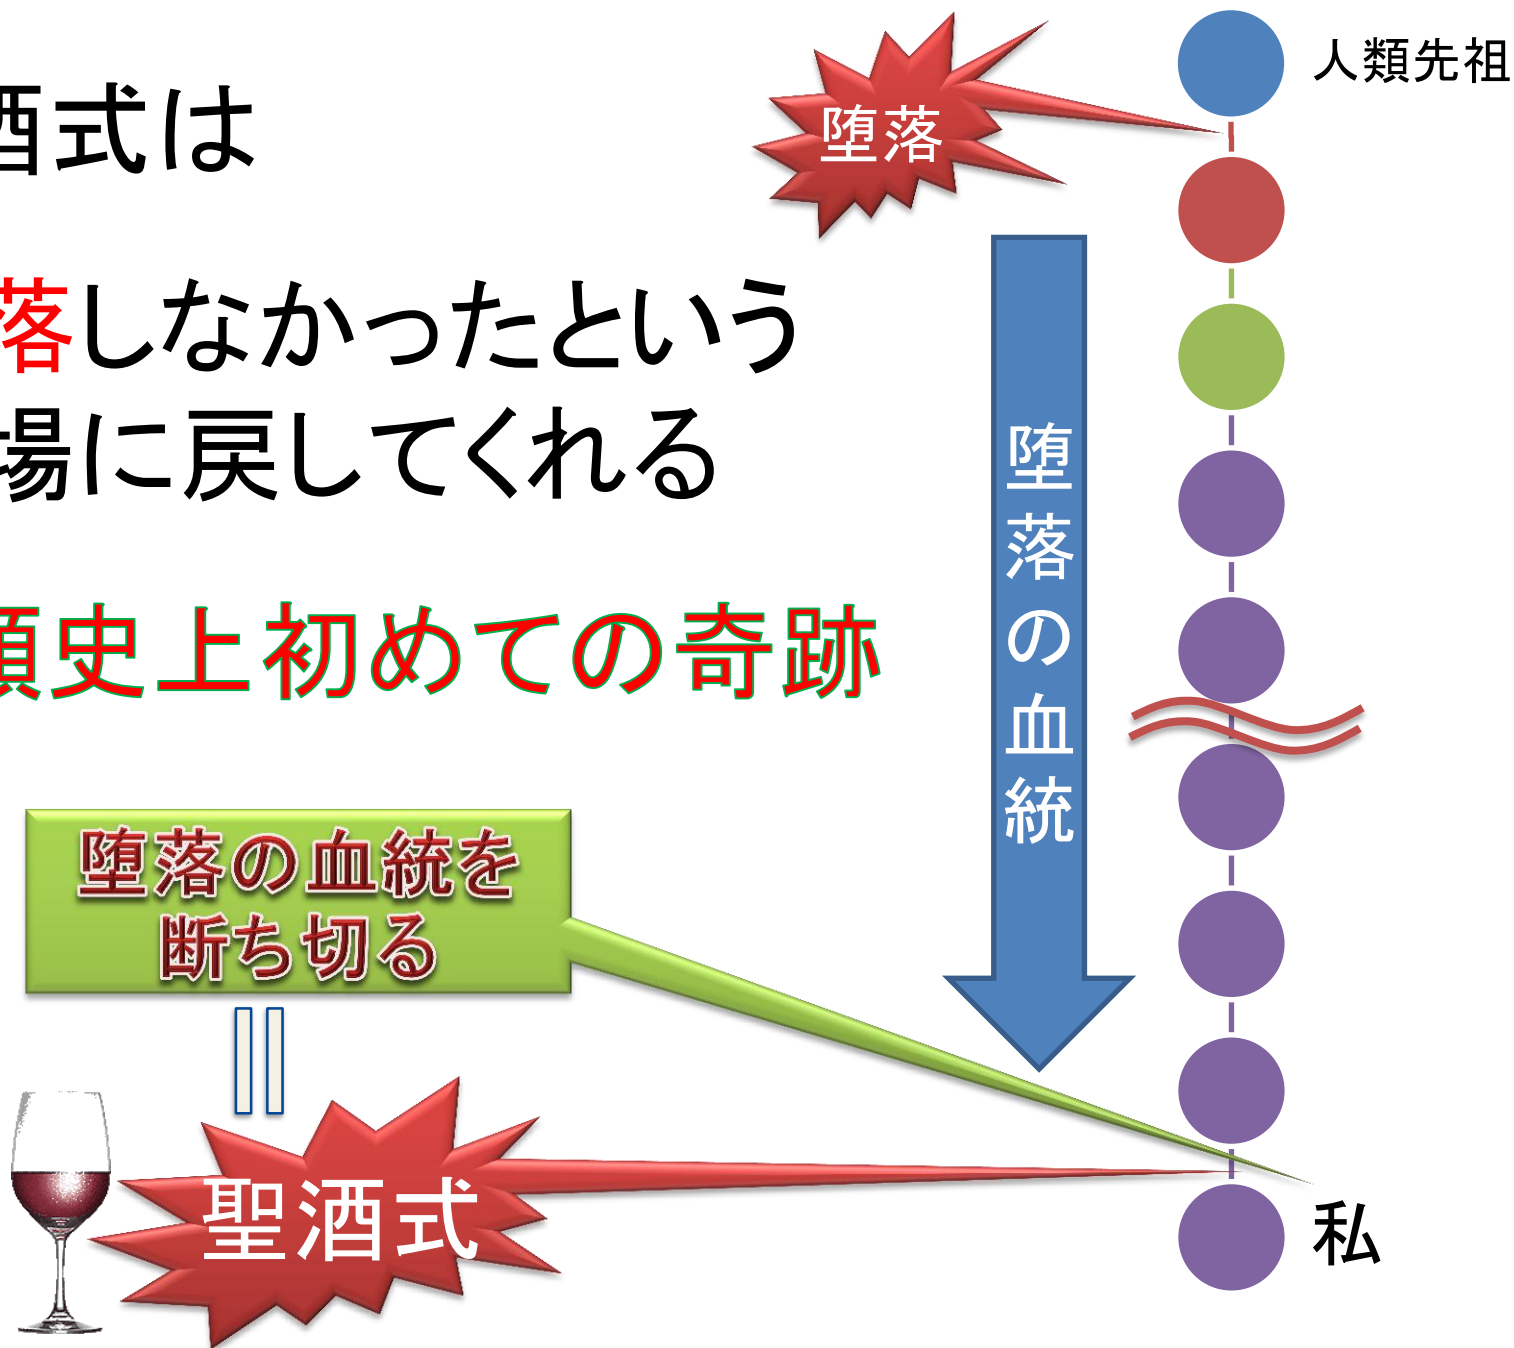 酒式は
落しなかったという
場に戻してくれる
類史上初めての奇跡
堕落
人類先祖
堕落の血統
堕落の血統を
断ち切る
聖酒式
私